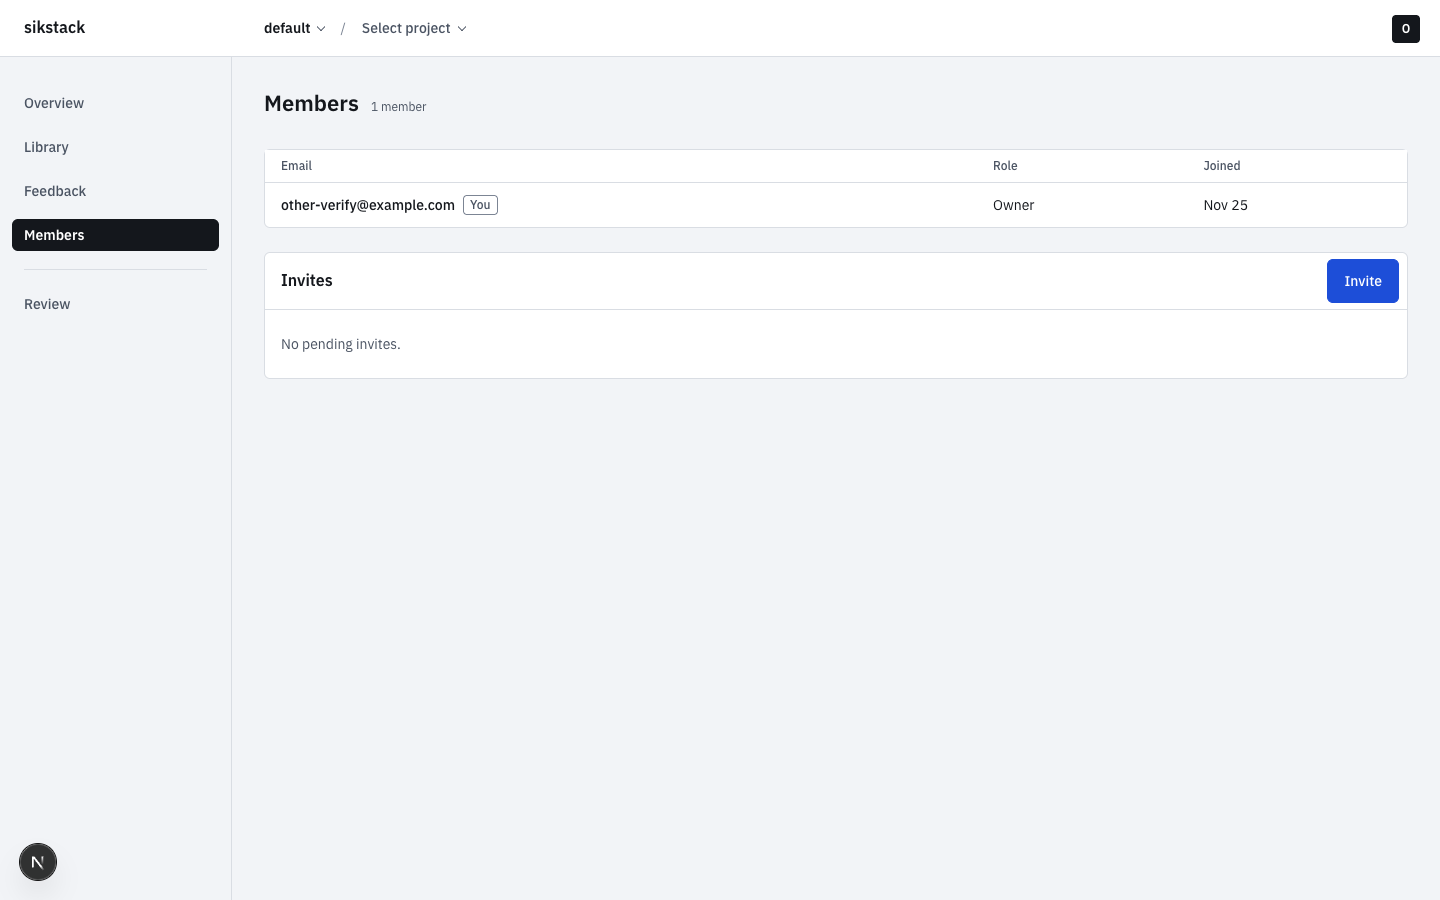 sikstack
default / Select project
O
Overview
Library
Feedback
Members
Review
Members 1 member
Email Role Joined
other-verify@example.com You Owner Nov 25
Invites Invite
No pending invites.
N